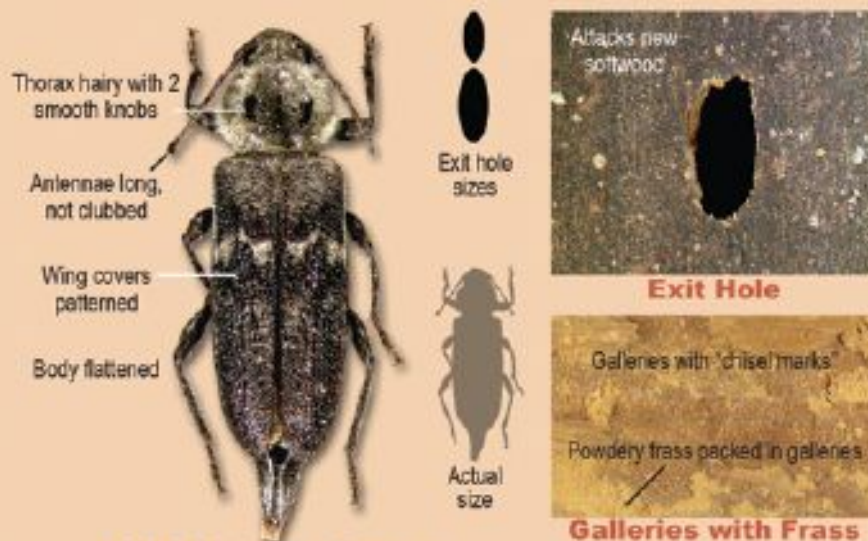 Thorax hairy with 2
smooth knobs
Antennae long,
not clubbed
Wing covers
patterned
Body flattened
Exit hole
sizes
Actual
size
Attacks new
softwood
Exit Hole
Galleries with "chisel marks"
Powdery frass packed in galleries
Galleries with Frass